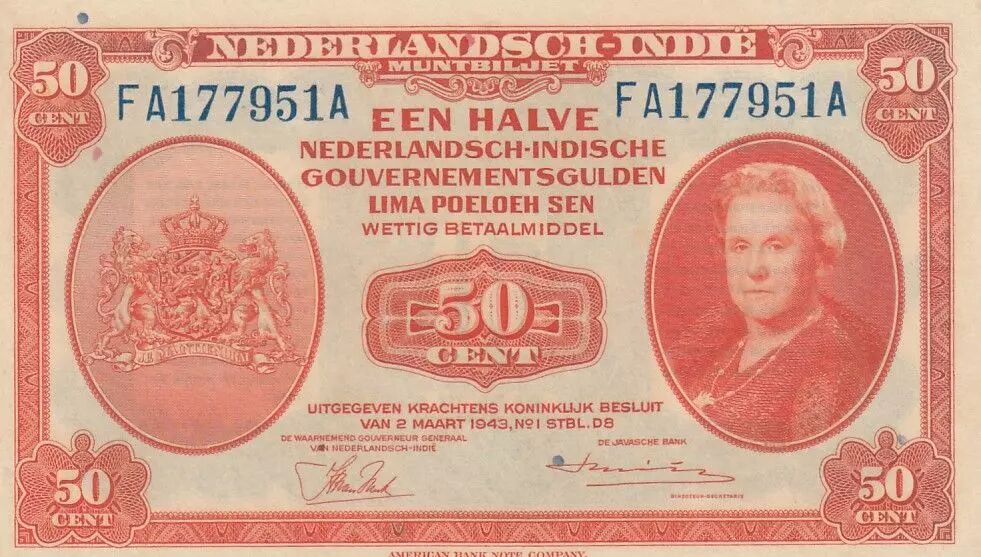 NEDERLANDSCH-INDIË
MUNTBILJET
50
CENT
50
CENT
FA177951A
FA177951A
EEN HALVE
NEDERLANDSCH-INDISCHE
GOUVERNEMENTSGULDEN
LIMA POELOEH SEN
WETTIG BETAALMIDDEL
50
CENT
JE MAINTIENDRAI
UITGEGEVEN KRACHTENS KONINKLIJK BESLUIT
VAN 2 MAART 1943, No 1 STBL. D8
DE WAARNEMEND GOUVERNEUR GENERAAL
VAN NEDERLANDSCH-INDIË
DE JAVASCHE BANK
DIRECTEUR-SECRETARIS
50
CENT
50
CENT
AMERICAN BANK NOTE COMPANY.